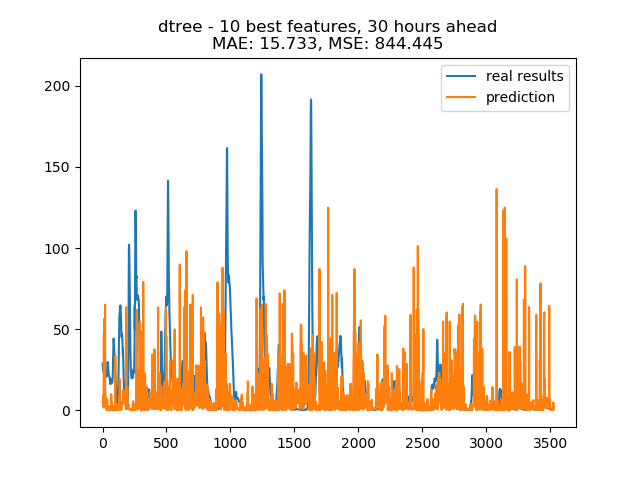 dtree - 10 best features, 30 hours ahead
MAE: 15.733, MSE: 844.445
real results
prediction
200
150
100
50
0
0 500 1000 1500 2000 2500 3000 3500